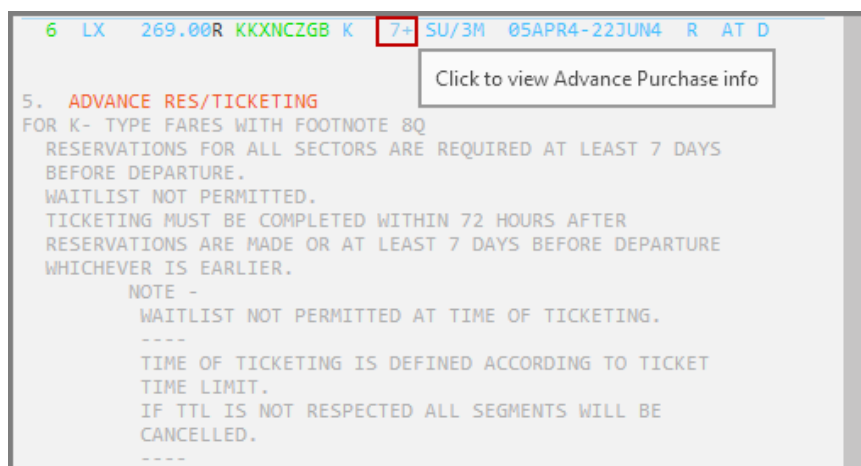 6 LX 269.00R KKXNCZGB K 7+ SU/3M 05APR4-22JUN4 R AT D
Click to view Advance Purchase info
5. ADVANCE RES/TICKETING
FOR K- TYPE FARES WITH FOOTNOTE 8Q
RESERVATIONS FOR ALL SECTORS ARE REQUIRED AT LEAST 7 DAYS
BEFORE DEPARTURE.
WAITLIST NOT PERMITTED.
TICKETING MUST BE COMPLETED WITHIN 72 HOURS AFTER
RESERVATIONS ARE MADE OR AT LEAST 7 DAYS BEFORE DEPARTURE
WHICHEVER IS EARLIER.
NOTE -
WAITLIST NOT PERMITTED AT TIME OF TICKETING.
----
TIME OF TICKETING IS DEFINED ACCORDING TO TICKET
TIME LIMIT.
IF TTL IS NOT RESPECTED ALL SEGMENTS WILL BE
CANCELLED.
----